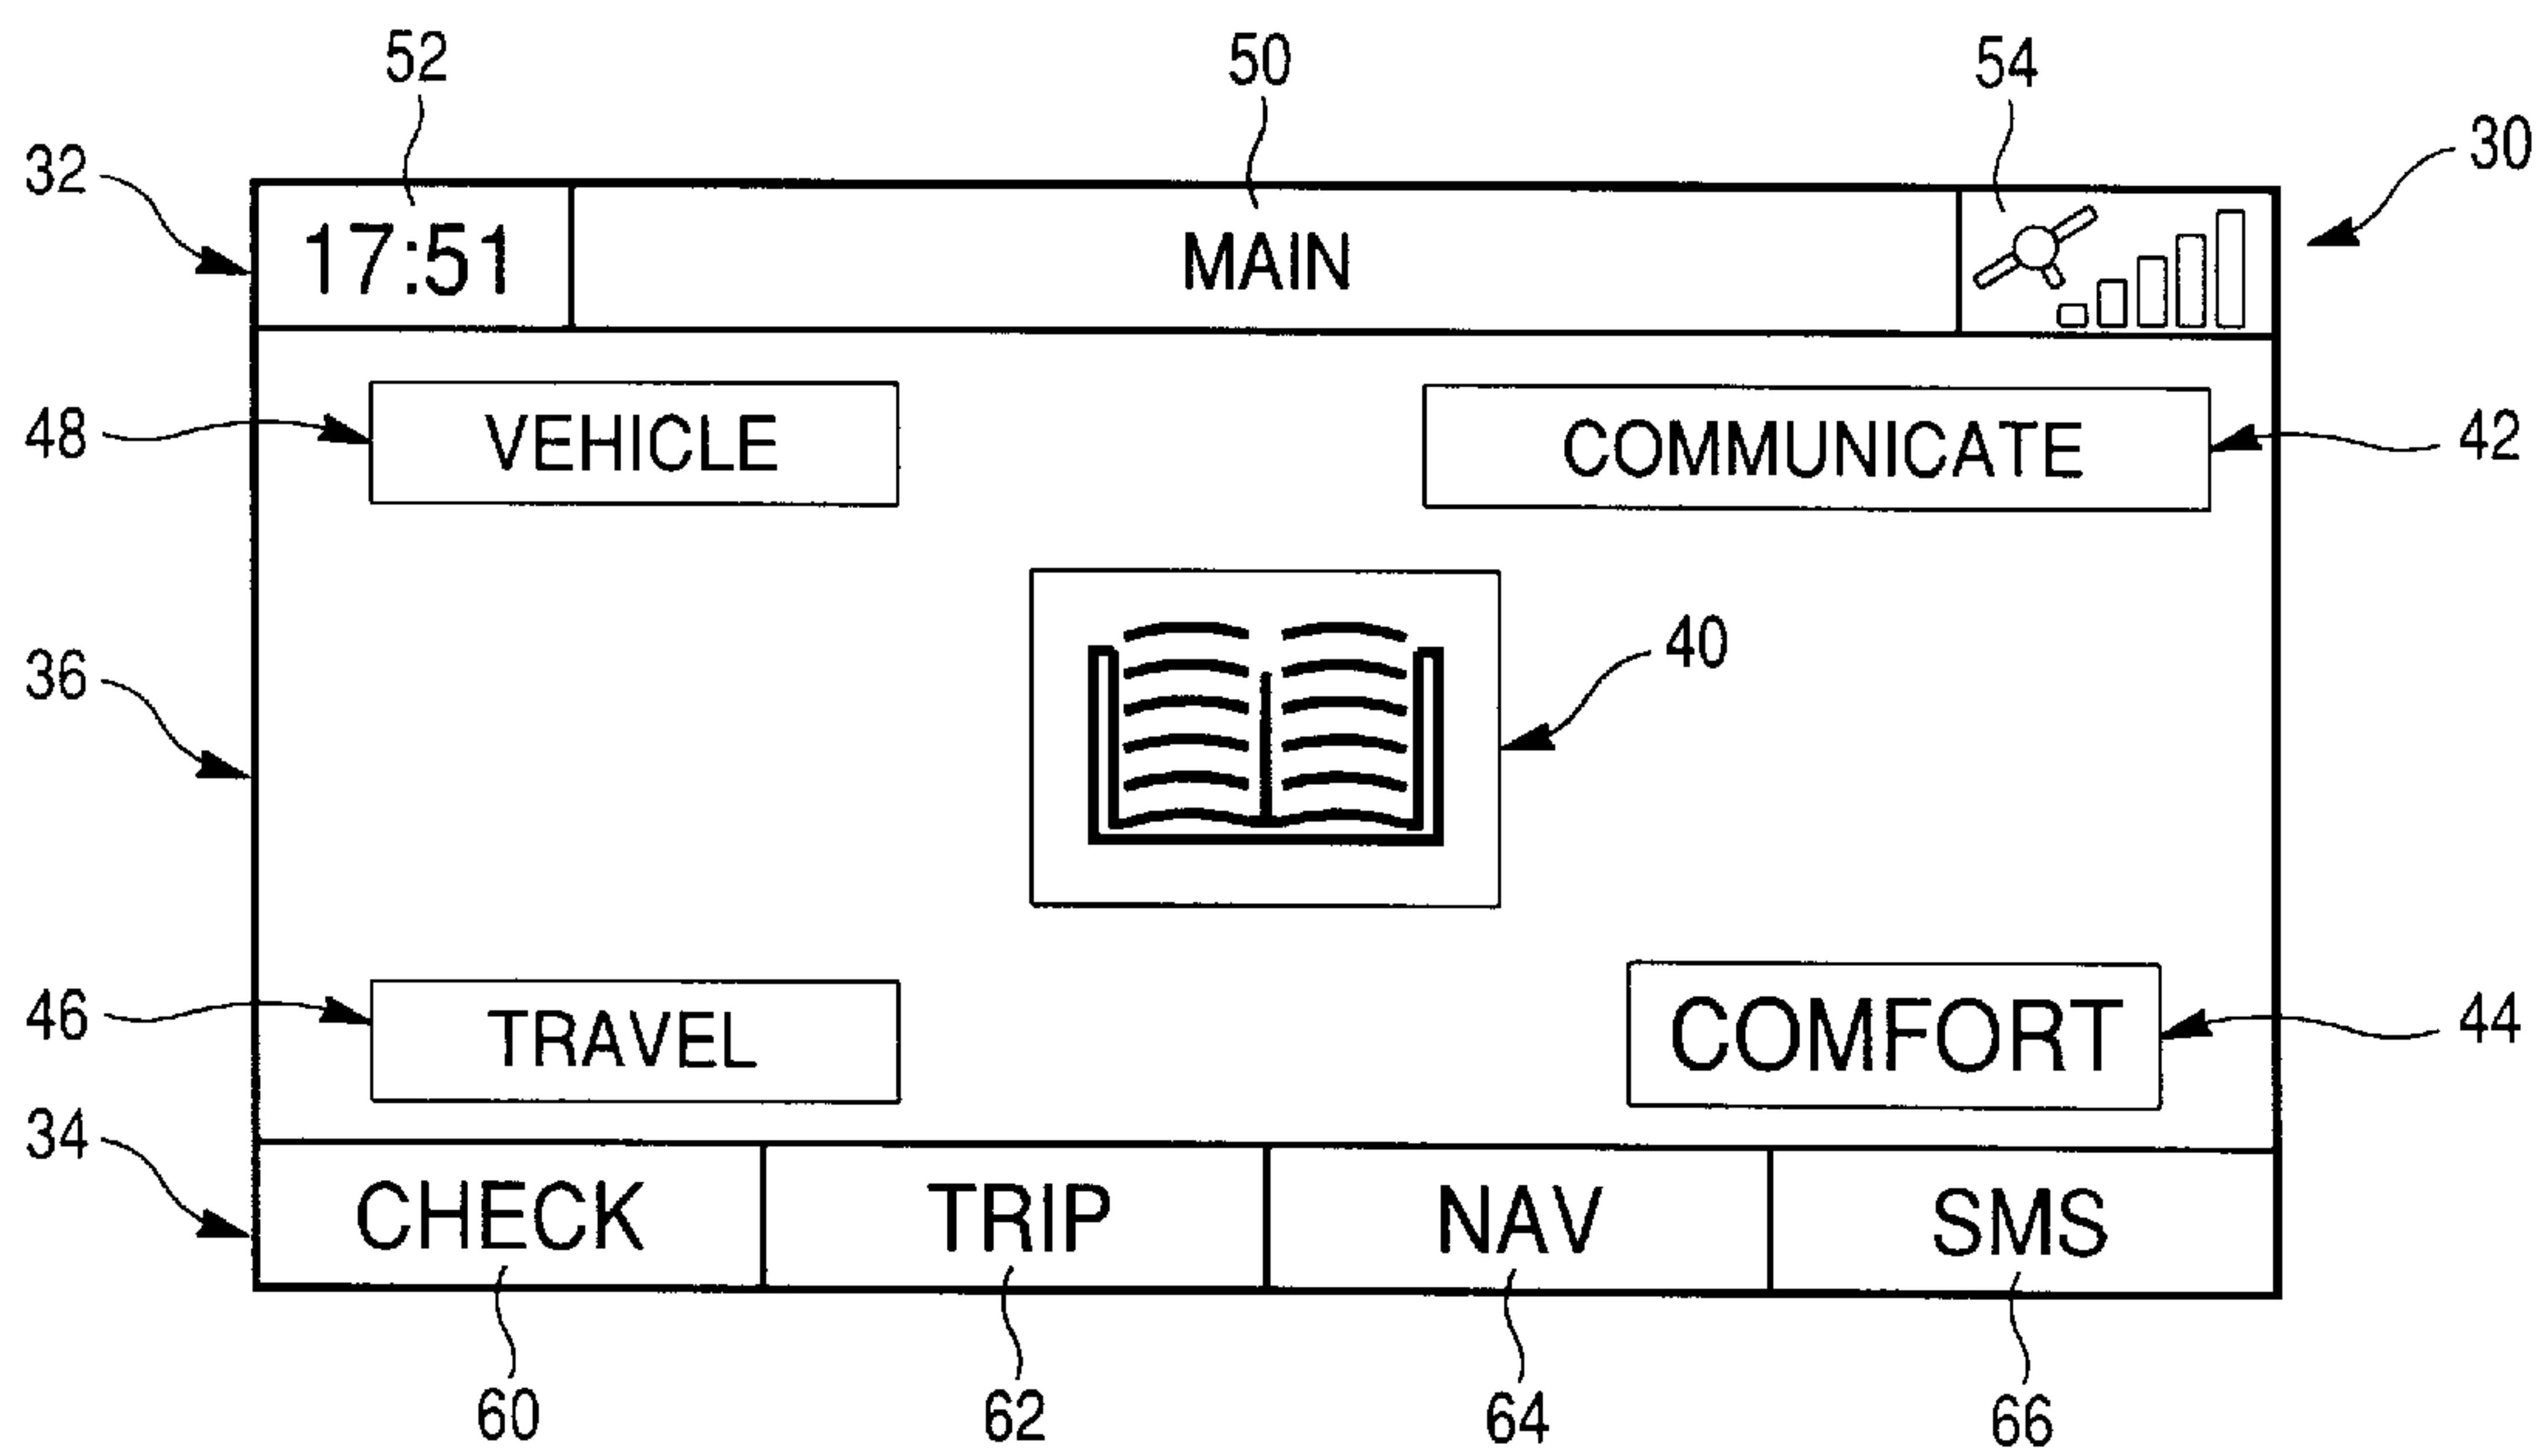 52 50 54
32 30
17:51 MAIN
48 VEHICLE COMMUNICATE 42
36 40
46 TRAVEL COMFORT 44
34
CHECK TRIP NAV SMS
60 62 64 66